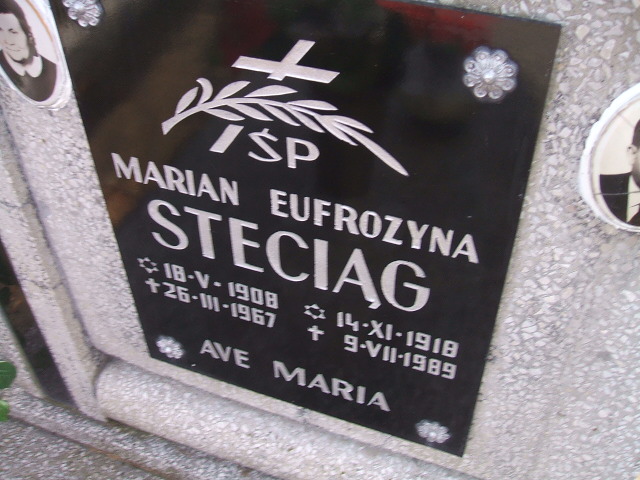 ŚP
MARIAN EUFROZYNA
STECIĄG
✡ 18-V-1908 ✡ 14-XI-1918
✝ 26-III-1967 ✝ 9-VII-1989
AVE MARIA